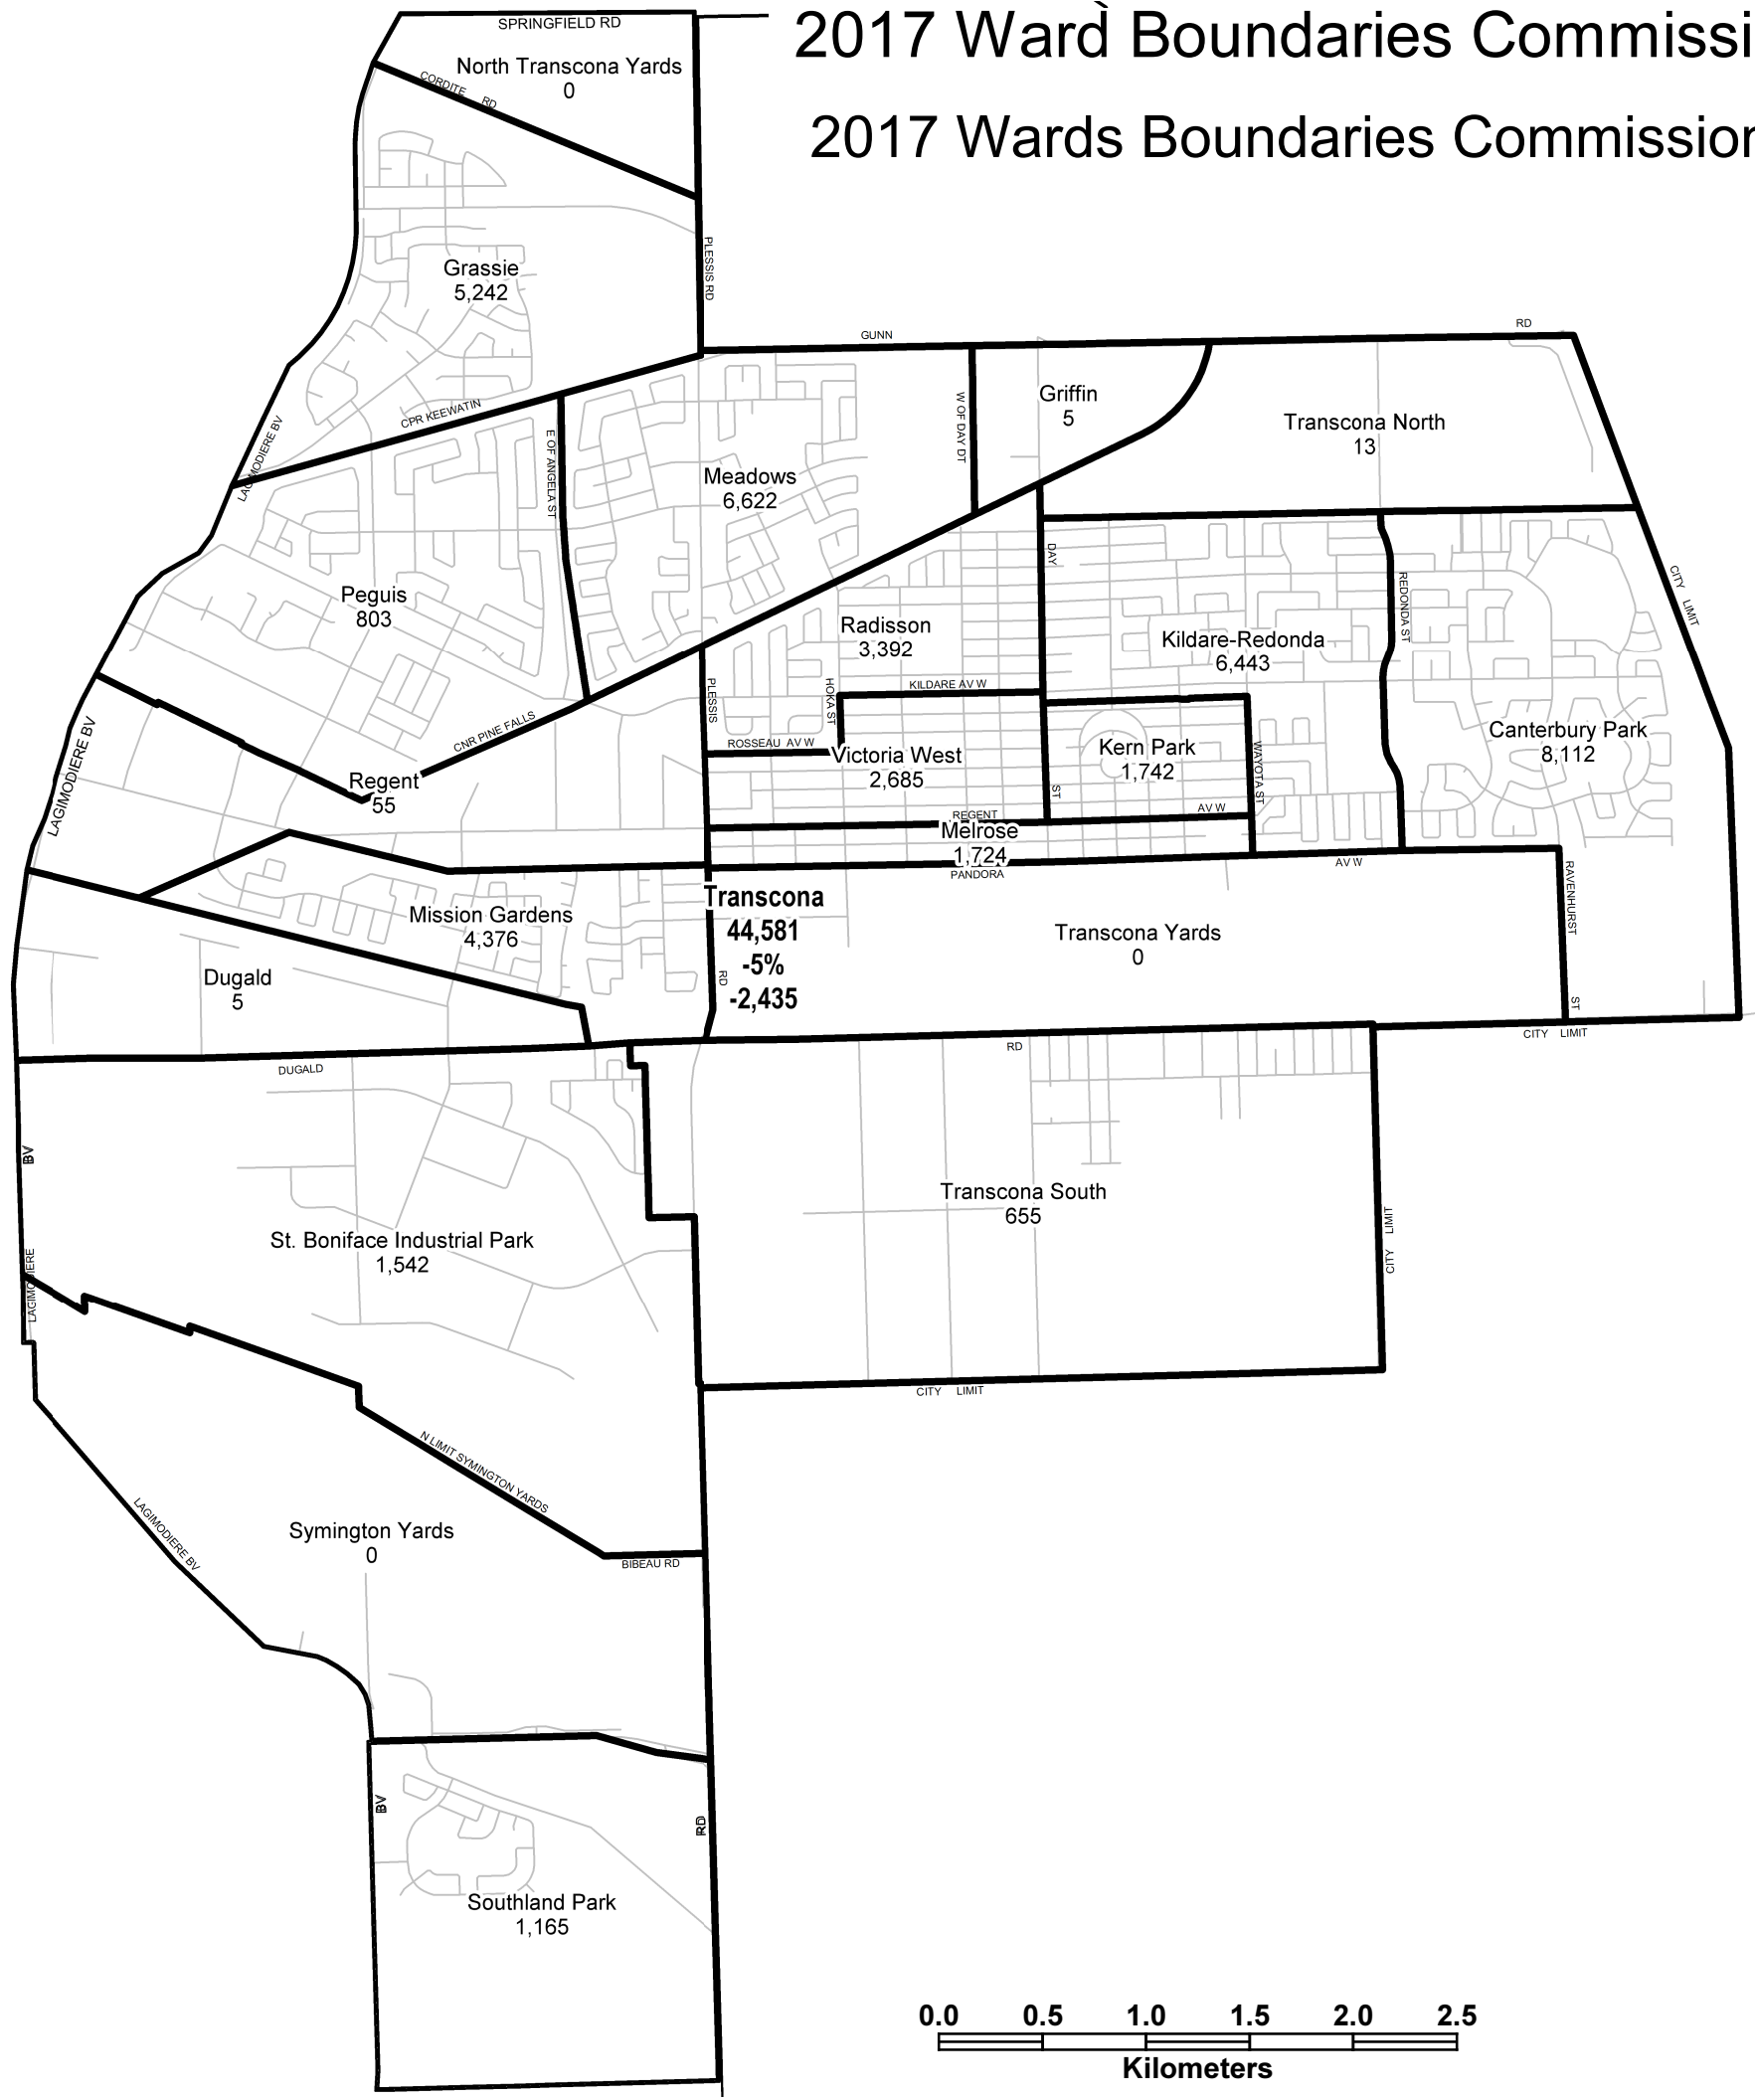 2017 Ward Boundaries Commissi
2017 Wards Boundaries Commission
SPRINGFIELD RD
North Transcona Yards
0
CORDITE RD
PLESSIS RD
Grassie
5,242
GUNN
RD
CPR KEEWATIN
LAGIMODIERE BV
E OF ANGELA ST
W OF DAY DT
Griffin
5
Transcona North
13
Meadows
6,622
Peguis
803
DAY
CITY LIMIT
REDONDA ST
Radisson
3,392
Kildare-Redonda
6,443
KILDARE AV W
PLESSIS
HOKA ST
CNR PINE FALLS
ROSSEAU AV W
Victoria West
2,685
Kern Park
1,742
WAYOTA ST
Canterbury Park
8,112
LAGIMODIERE BV
Regent
55
ST
REGENT
AV W
Melrose
1,724
PANDORA
AV W
RAVENHURST
ST
Transcona
44,581
-5%
-2,435
Mission Gardens
4,376
Transcona Yards
0
RD
Dugald
5
DUGALD
RD
CITY LIMIT
BV
LAGIMODIERE
St. Boniface Industrial Park
1,542
Transcona South
655
CITY LIMIT
CITY LIMIT
N LIMIT SYMINGTON YARDS
LAGIMODIERE BV
Symington Yards
0
BIBEAU RD
BV
RD
Southland Park
1,165
0.0 0.5 1.0 1.5 2.0 2.5
Kilometers